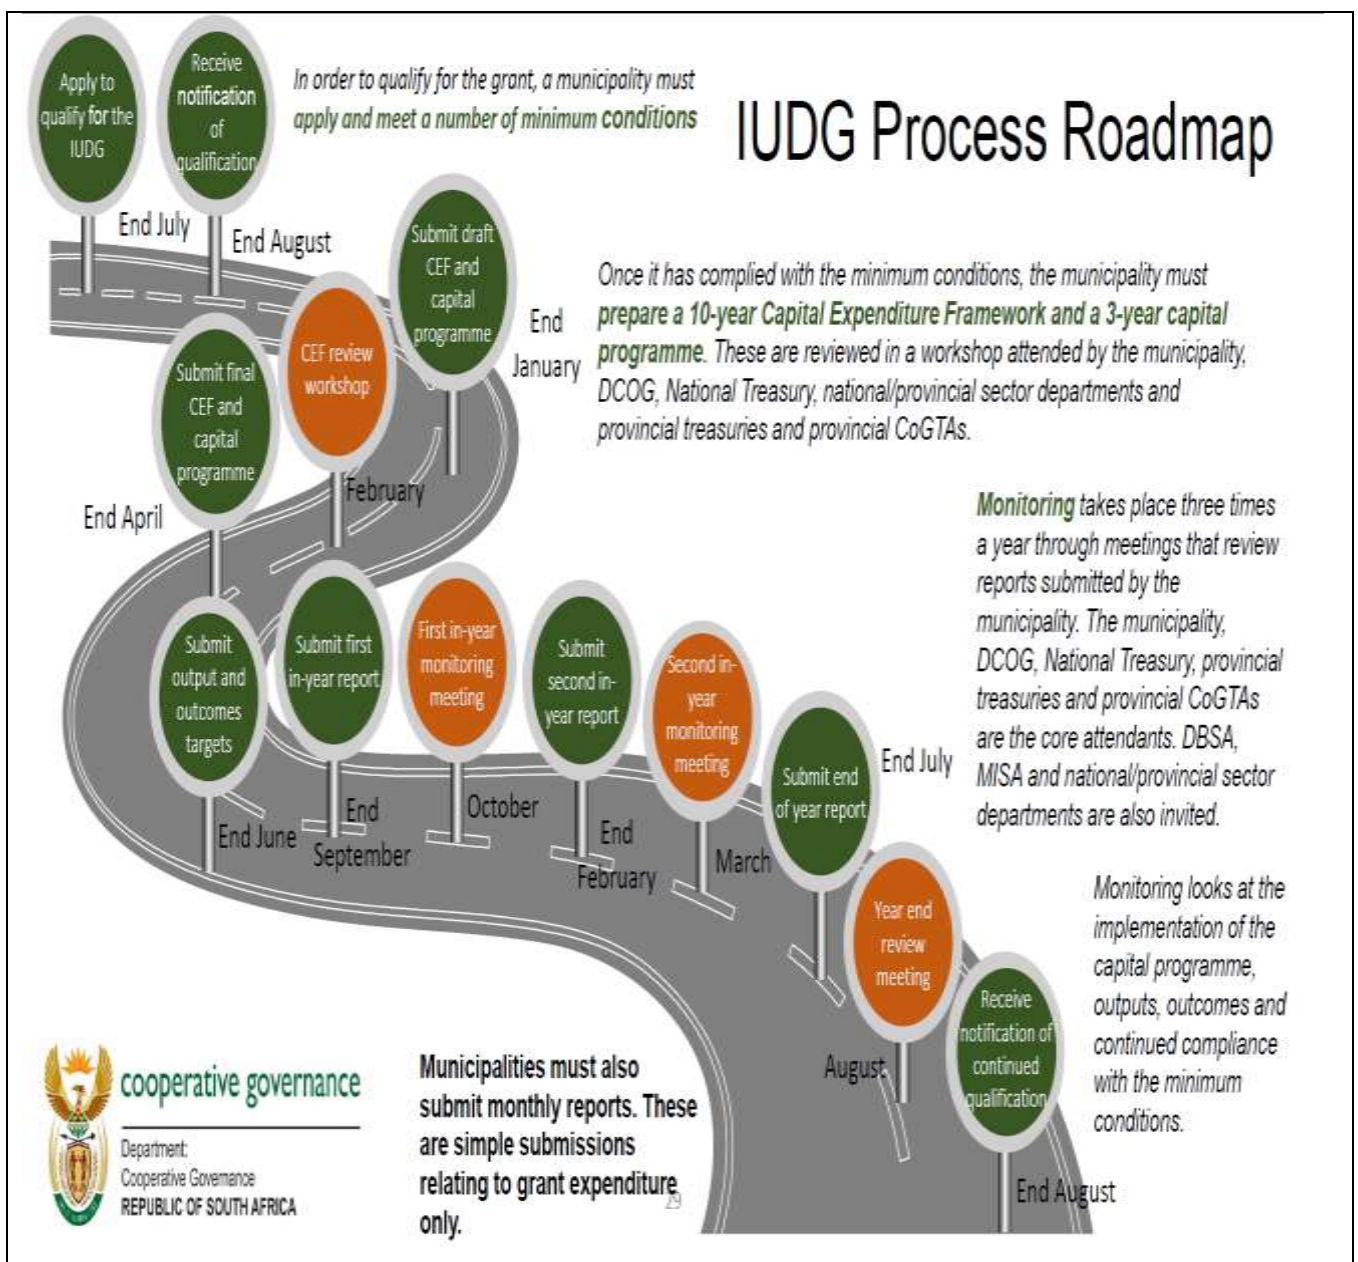 Apply to
qualify for the
IUDG
End July
Receive
notification
of
qualification
End August
In order to qualify for the grant, a municipality must
apply and meet a number of minimum conditions
IUDG Process Roadmap
Submit draft
CEF and
capital
programme
End
January
Once it has complied with the minimum conditions, the municipality must
prepare a 10-year Capital Expenditure Framework and a 3-year capital
programme. These are reviewed in a workshop attended by the municipality,
DCOG, National Treasury, national/provincial sector departments and
provincial treasuries and provincial CoGTAs.
CEF review
workshop
February
Submit final
CEF and
capital
programme
End April
Monitoring takes place three times
a year through meetings that review
reports submitted by the
municipality. The municipality,
DCOG, National Treasury, provincial
treasuries and provincial CoGTAs
are the core attendants. DBSA,
MISA and national/provincial sector
departments are also invited.
Submit
output and
outcomes
targets
End June
Submit first
in-year report
End
September
First in-year
monitoring
meeting
October
Submit
second in-
year report
End
February
Second in-
year
monitoring
meeting
March
Submit end
of year report
End July
Year end
review
meeting
August
Receive
notification of
continued
qualification
End August
Monitoring looks at the
implementation of the
capital programme,
outputs, outcomes and
continued compliance
with the minimum
conditions.
cooperative governance
Department:
Cooperative Governance
REPUBLIC OF SOUTH AFRICA
Municipalities must also
submit monthly reports. These
are simple submissions
relating to grant expenditure
only.